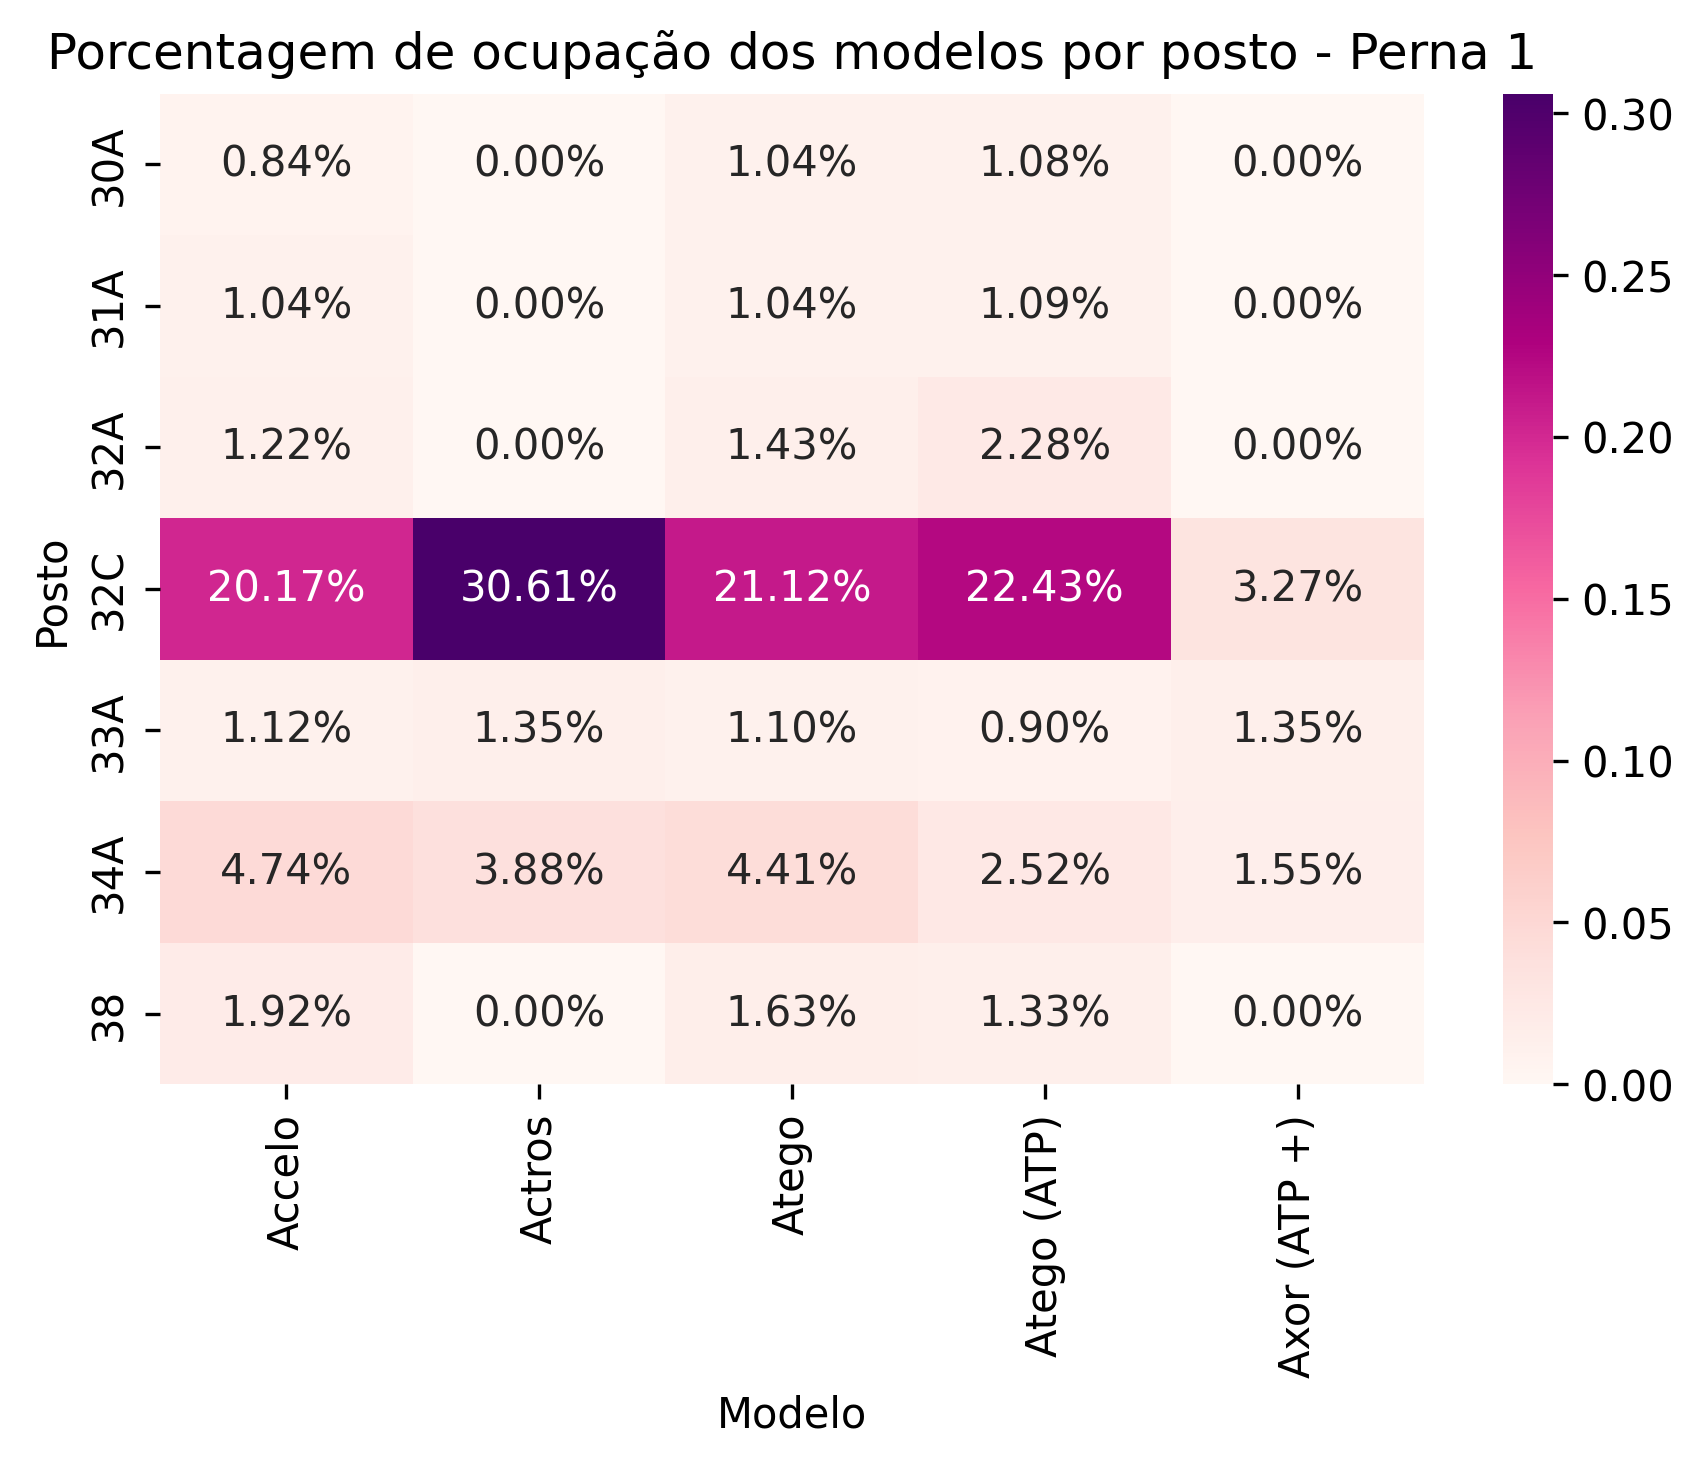 Porcentagem de ocupação dos modelos por posto - Perna 1
Posto
30A 0.84% 0.00% 1.04% 1.08% 0.00%
31A 1.04% 0.00% 1.04% 1.09% 0.00%
32A 1.22% 0.00% 1.43% 2.28% 0.00%
32C 20.17% 30.61% 21.12% 22.43% 3.27%
33A 1.12% 1.35% 1.10% 0.90% 1.35%
34A 4.74% 3.88% 4.41% 2.52% 1.55%
38 1.92% 0.00% 1.63% 1.33% 0.00%
Accelo Actros Atego Atego (ATP) Axor (ATP +)
Modelo
0.30
0.25
0.20
0.15
0.10
0.05
0.00